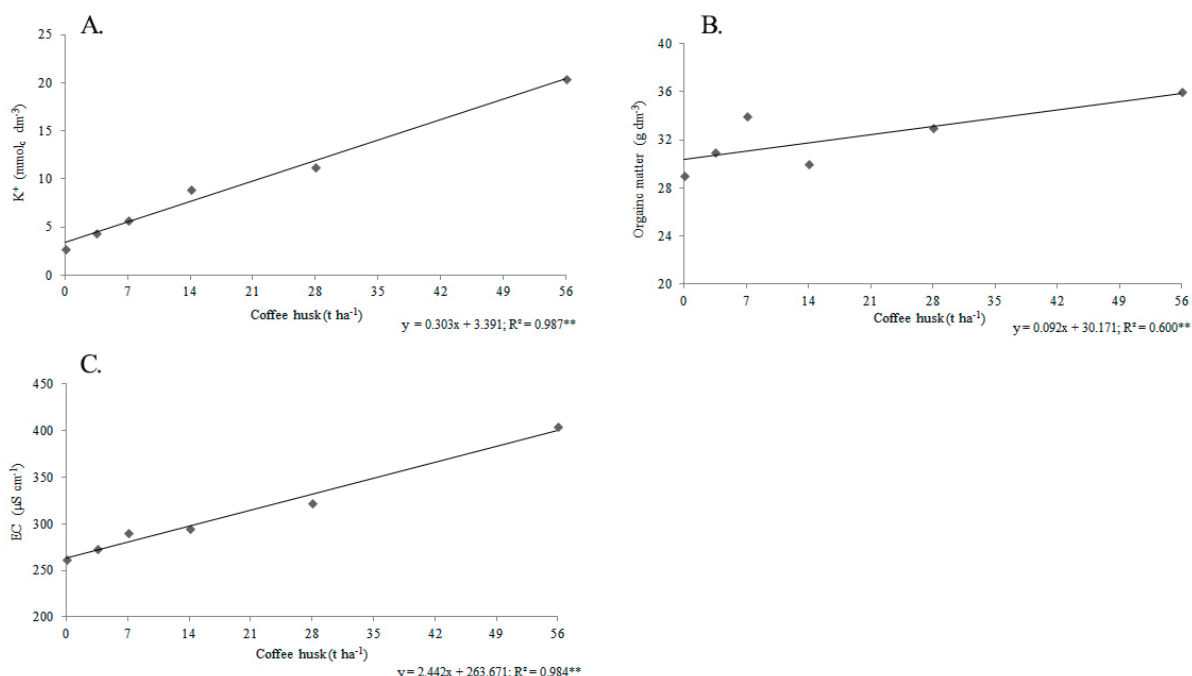 A.
25
20
15
10
5
0
K⁺ (mmol꜀ dm⁻³)
0 7 14 21 28 35 42 49 56
Coffee husk (t ha⁻¹)
y = 0.303x + 3.391; R² = 0.987**
B.
40
36
32
28
24
20
Orgainc matter (g dm⁻³)
0 7 14 21 28 35 42 49 56
Coffee husk (t ha⁻¹)
y = 0.092x + 30.171; R² = 0.600**
C.
450
400
350
300
250
200
EC (µS cm⁻¹)
0 7 14 21 28 35 42 49 56
Coffee husk (t ha⁻¹)
y = 2.442x + 263.671; R² = 0.984**